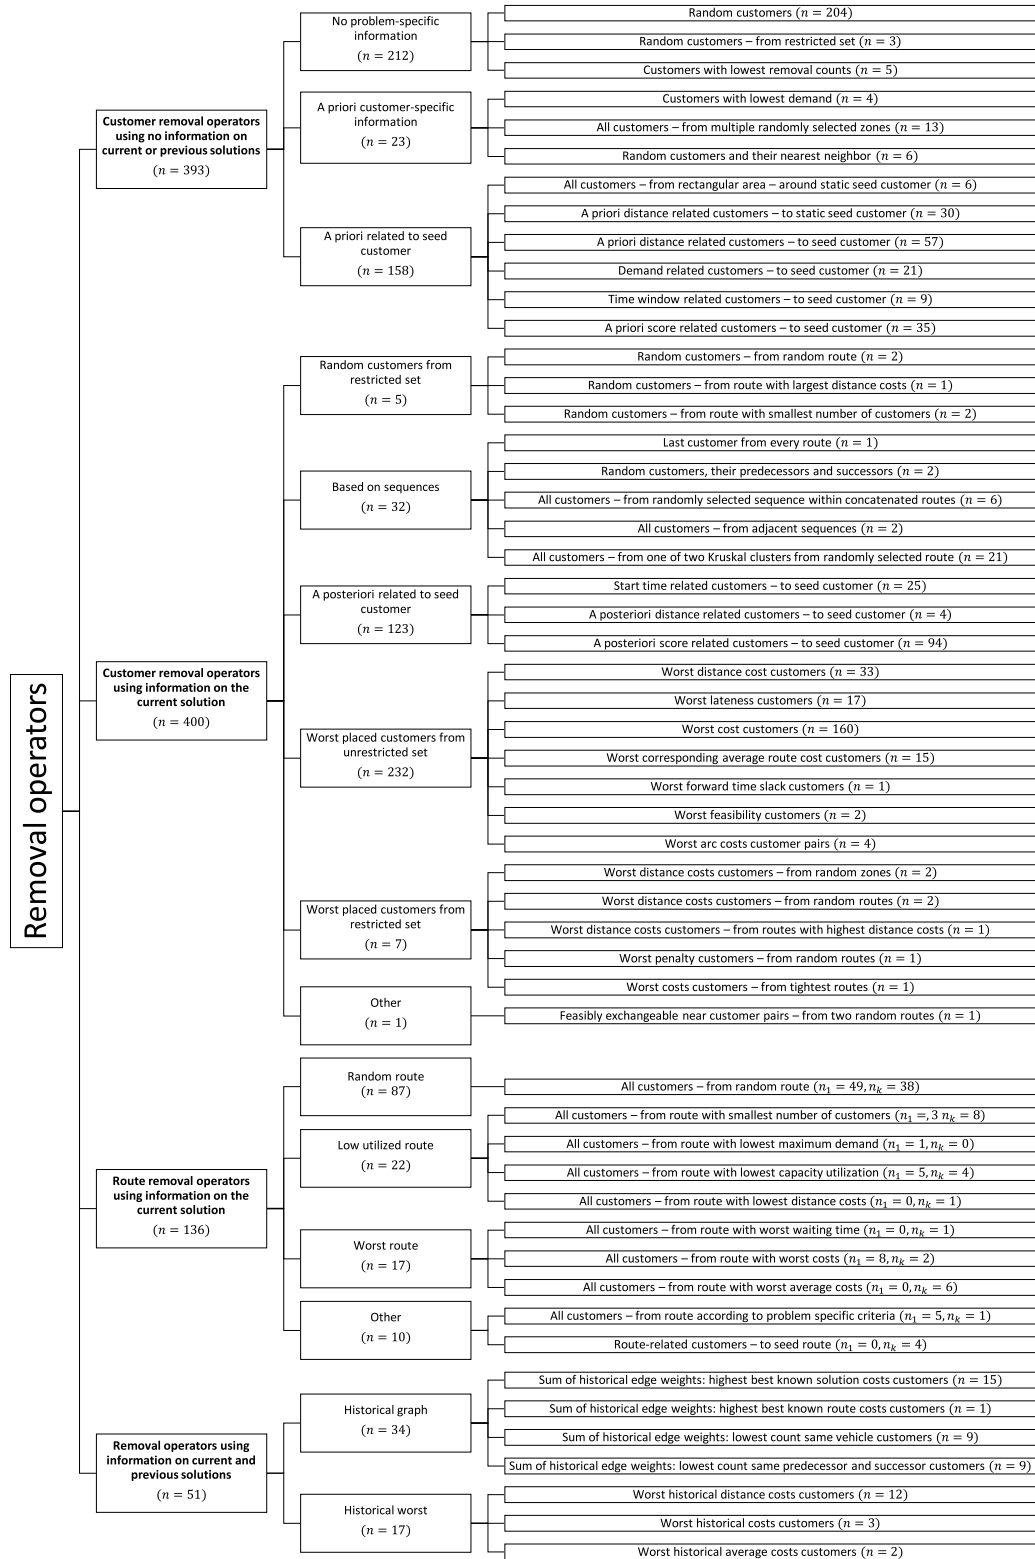 Removal operators
Customer removal operators
using no information on
current or previous solutions
(n = 393)
No problem-specific
information
(n = 212)
Random customers (n = 204)
Random customers – from restricted set (n = 3)
Customers with lowest removal counts (n = 5)
A priori customer-specific
information
(n = 23)
Customers with lowest demand (n = 4)
All customers – from multiple randomly selected zones (n = 13)
Random customers and their nearest neighbor (n = 6)
A priori related to seed
customer
(n = 158)
All customers – from rectangular area – around static seed customer (n = 6)
A priori distance related customers – to static seed customer (n = 30)
A priori distance related customers – to seed customer (n = 57)
Demand related customers – to seed customer (n = 21)
Time window related customers – to seed customer (n = 9)
A priori score related customers – to seed customer (n = 35)
Customer removal operators
using information on the
current solution
(n = 400)
Random customers from
restricted set
(n = 5)
Random customers – from random route (n = 2)
Random customers – from route with largest distance costs (n = 1)
Random customers – from route with smallest number of customers (n = 2)
Based on sequences
(n = 32)
Last customer from every route (n = 1)
Random customers, their predecessors and successors (n = 2)
All customers – from randomly selected sequence within concatenated routes (n = 6)
All customers – from adjacent sequences (n = 2)
All customers – from one of two Kruskal clusters from randomly selected route (n = 21)
A posteriori related to seed
customer
(n = 123)
Start time related customers – to seed customer (n = 25)
A posteriori distance related customers – to seed customer (n = 4)
A posteriori score related customers – to seed customer (n = 94)
Worst placed customers from
unrestricted set
(n = 232)
Worst distance cost customers (n = 33)
Worst lateness customers (n = 17)
Worst cost customers (n = 160)
Worst corresponding average route cost customers (n = 15)
Worst forward time slack customers (n = 1)
Worst feasibility customers (n = 2)
Worst arc costs customer pairs (n = 4)
Worst placed customers from
restricted set
(n = 7)
Worst distance costs customers – from random zones (n = 2)
Worst distance costs customers – from random routes (n = 2)
Worst distance costs customers – from routes with highest distance costs (n = 1)
Worst penalty customers – from random routes (n = 1)
Worst costs customers – from tightest routes (n = 1)
Other
(n = 1)
Feasibly exchangeable near customer pairs – from two random routes (n = 1)
Route removal operators
using information on the
current solution
(n = 136)
Random route
(n = 87)
All customers – from random route (n₁ = 49, nₖ = 38)
Low utilized route
(n = 22)
All customers – from route with smallest number of customers (n₁ =, 3 nₖ = 8)
All customers – from route with lowest maximum demand (n₁ = 1, nₖ = 0)
All customers – from route with lowest capacity utilization (n₁ = 5, nₖ = 4)
All customers – from route with lowest distance costs (n₁ = 0, nₖ = 1)
Worst route
(n = 17)
All customers – from route with worst waiting time (n₁ = 0, nₖ = 1)
All customers – from route with worst costs (n₁ = 8, nₖ = 2)
All customers – from route with worst average costs (n₁ = 0, nₖ = 6)
Other
(n = 10)
All customers – from route according to problem specific criteria (n₁ = 5, nₖ = 1)
Route-related customers – to seed route (n₁ = 0, nₖ = 4)
Removal operators using
information on current and
previous solutions
(n = 51)
Historical graph
(n = 34)
Sum of historical edge weights: highest best known solution costs customers (n = 15)
Sum of historical edge weights: highest best known route costs customers (n = 1)
Sum of historical edge weights: lowest count same vehicle customers (n = 9)
Sum of historical edge weights: lowest count same predecessor and successor customers (n = 9)
Historical worst
(n = 17)
Worst historical distance costs customers (n = 12)
Worst historical costs customers (n = 3)
Worst historical average costs customers (n = 2)